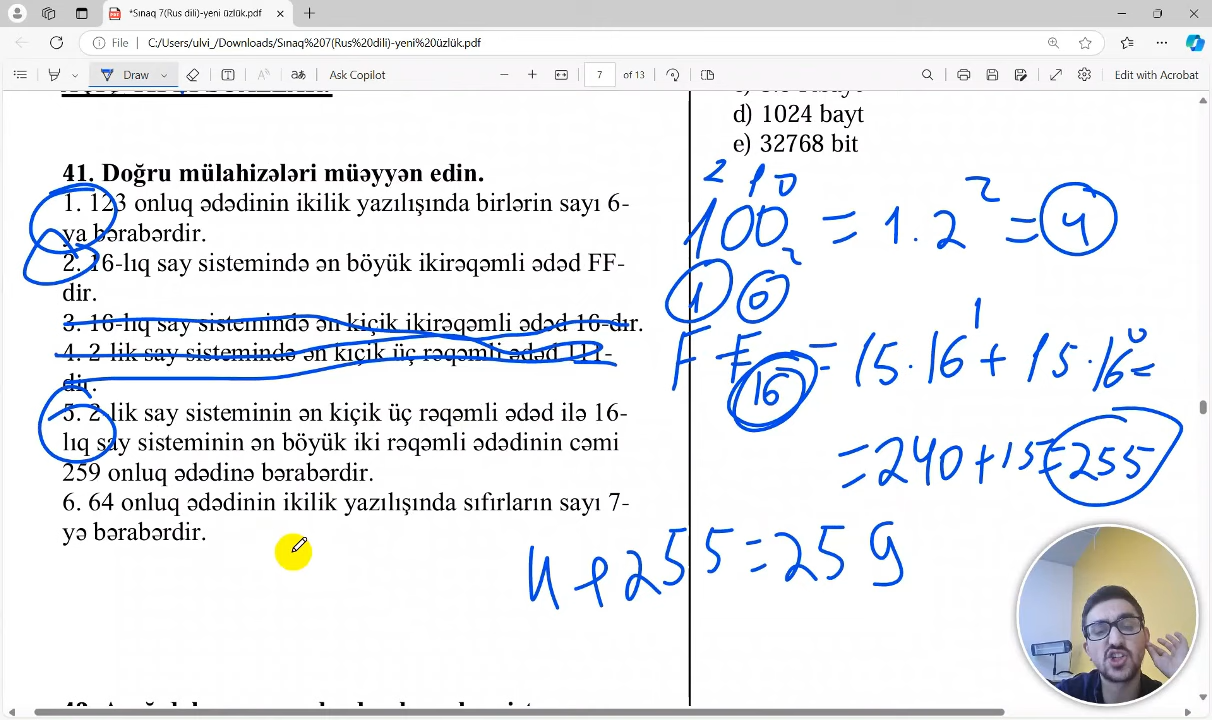 *Sınaq 7(Rus dili)-yeni üzlük.pdf
File C:/Users/ulvi_/Downloads/Sınaq%207(Rus%20dili)-yeni%20üzlük.pdf
Draw Ask Copilot 7 of 13 Edit with Acrobat
41. Doğru mülahizələri müəyyən edin.
1. 123 onluq ədədinin ikilik yazılışında birlərin sayı 6-
ya bərabərdir.
2. 16-lıq say sistemində ən böyük ikirəqəmli ədəd FF-
dir.
3. 16-lıq say sistemində ən kiçik ikirəqəmli ədəd 16-dır.
4. 2 lik say sistemində ən kiçik üç rəqəmli ədəd 111-
dir.
5. 2 lik say sisteminin ən kiçik üç rəqəmli ədəd ilə 16-
lıq say sisteminin ən böyük iki rəqəmli ədədinin cəmi
259 onluq ədədinə bərabərdir.
6. 64 onluq ədədinin ikilik yazılışında sıfırların sayı 7-
yə bərabərdir.
d) 1024 bayt
e) 32768 bit
2 1 0
100 = 1.2² = 4
2
1 0
FF = 15.16¹ + 15.16⁰ =
16
= 240 + 15 = 255
4 + 255 = 259